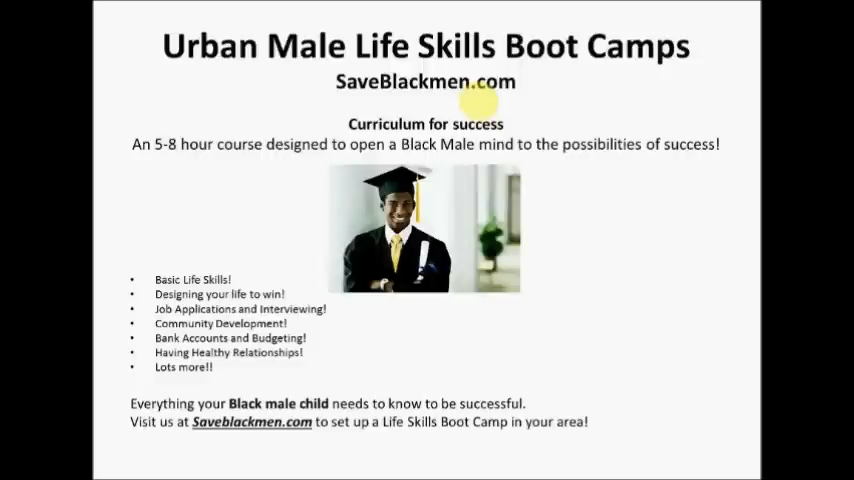 Urban Male Life Skills Boot Camps
SaveBlackmen.com
Curriculum for success
An 5-8 hour course designed to open a Black Male mind to the possibilities of success!
• Basic Life Skills!
• Designing your life to win!
• Job Applications and Interviewing!
• Community Development!
• Bank Accounts and Budgeting!
• Having Healthy Relationships!
• Lots more!!
Everything your Black male child needs to know to be successful.
Visit us at Saveblackmen.com to set up a Life Skills Boot Camp in your area!